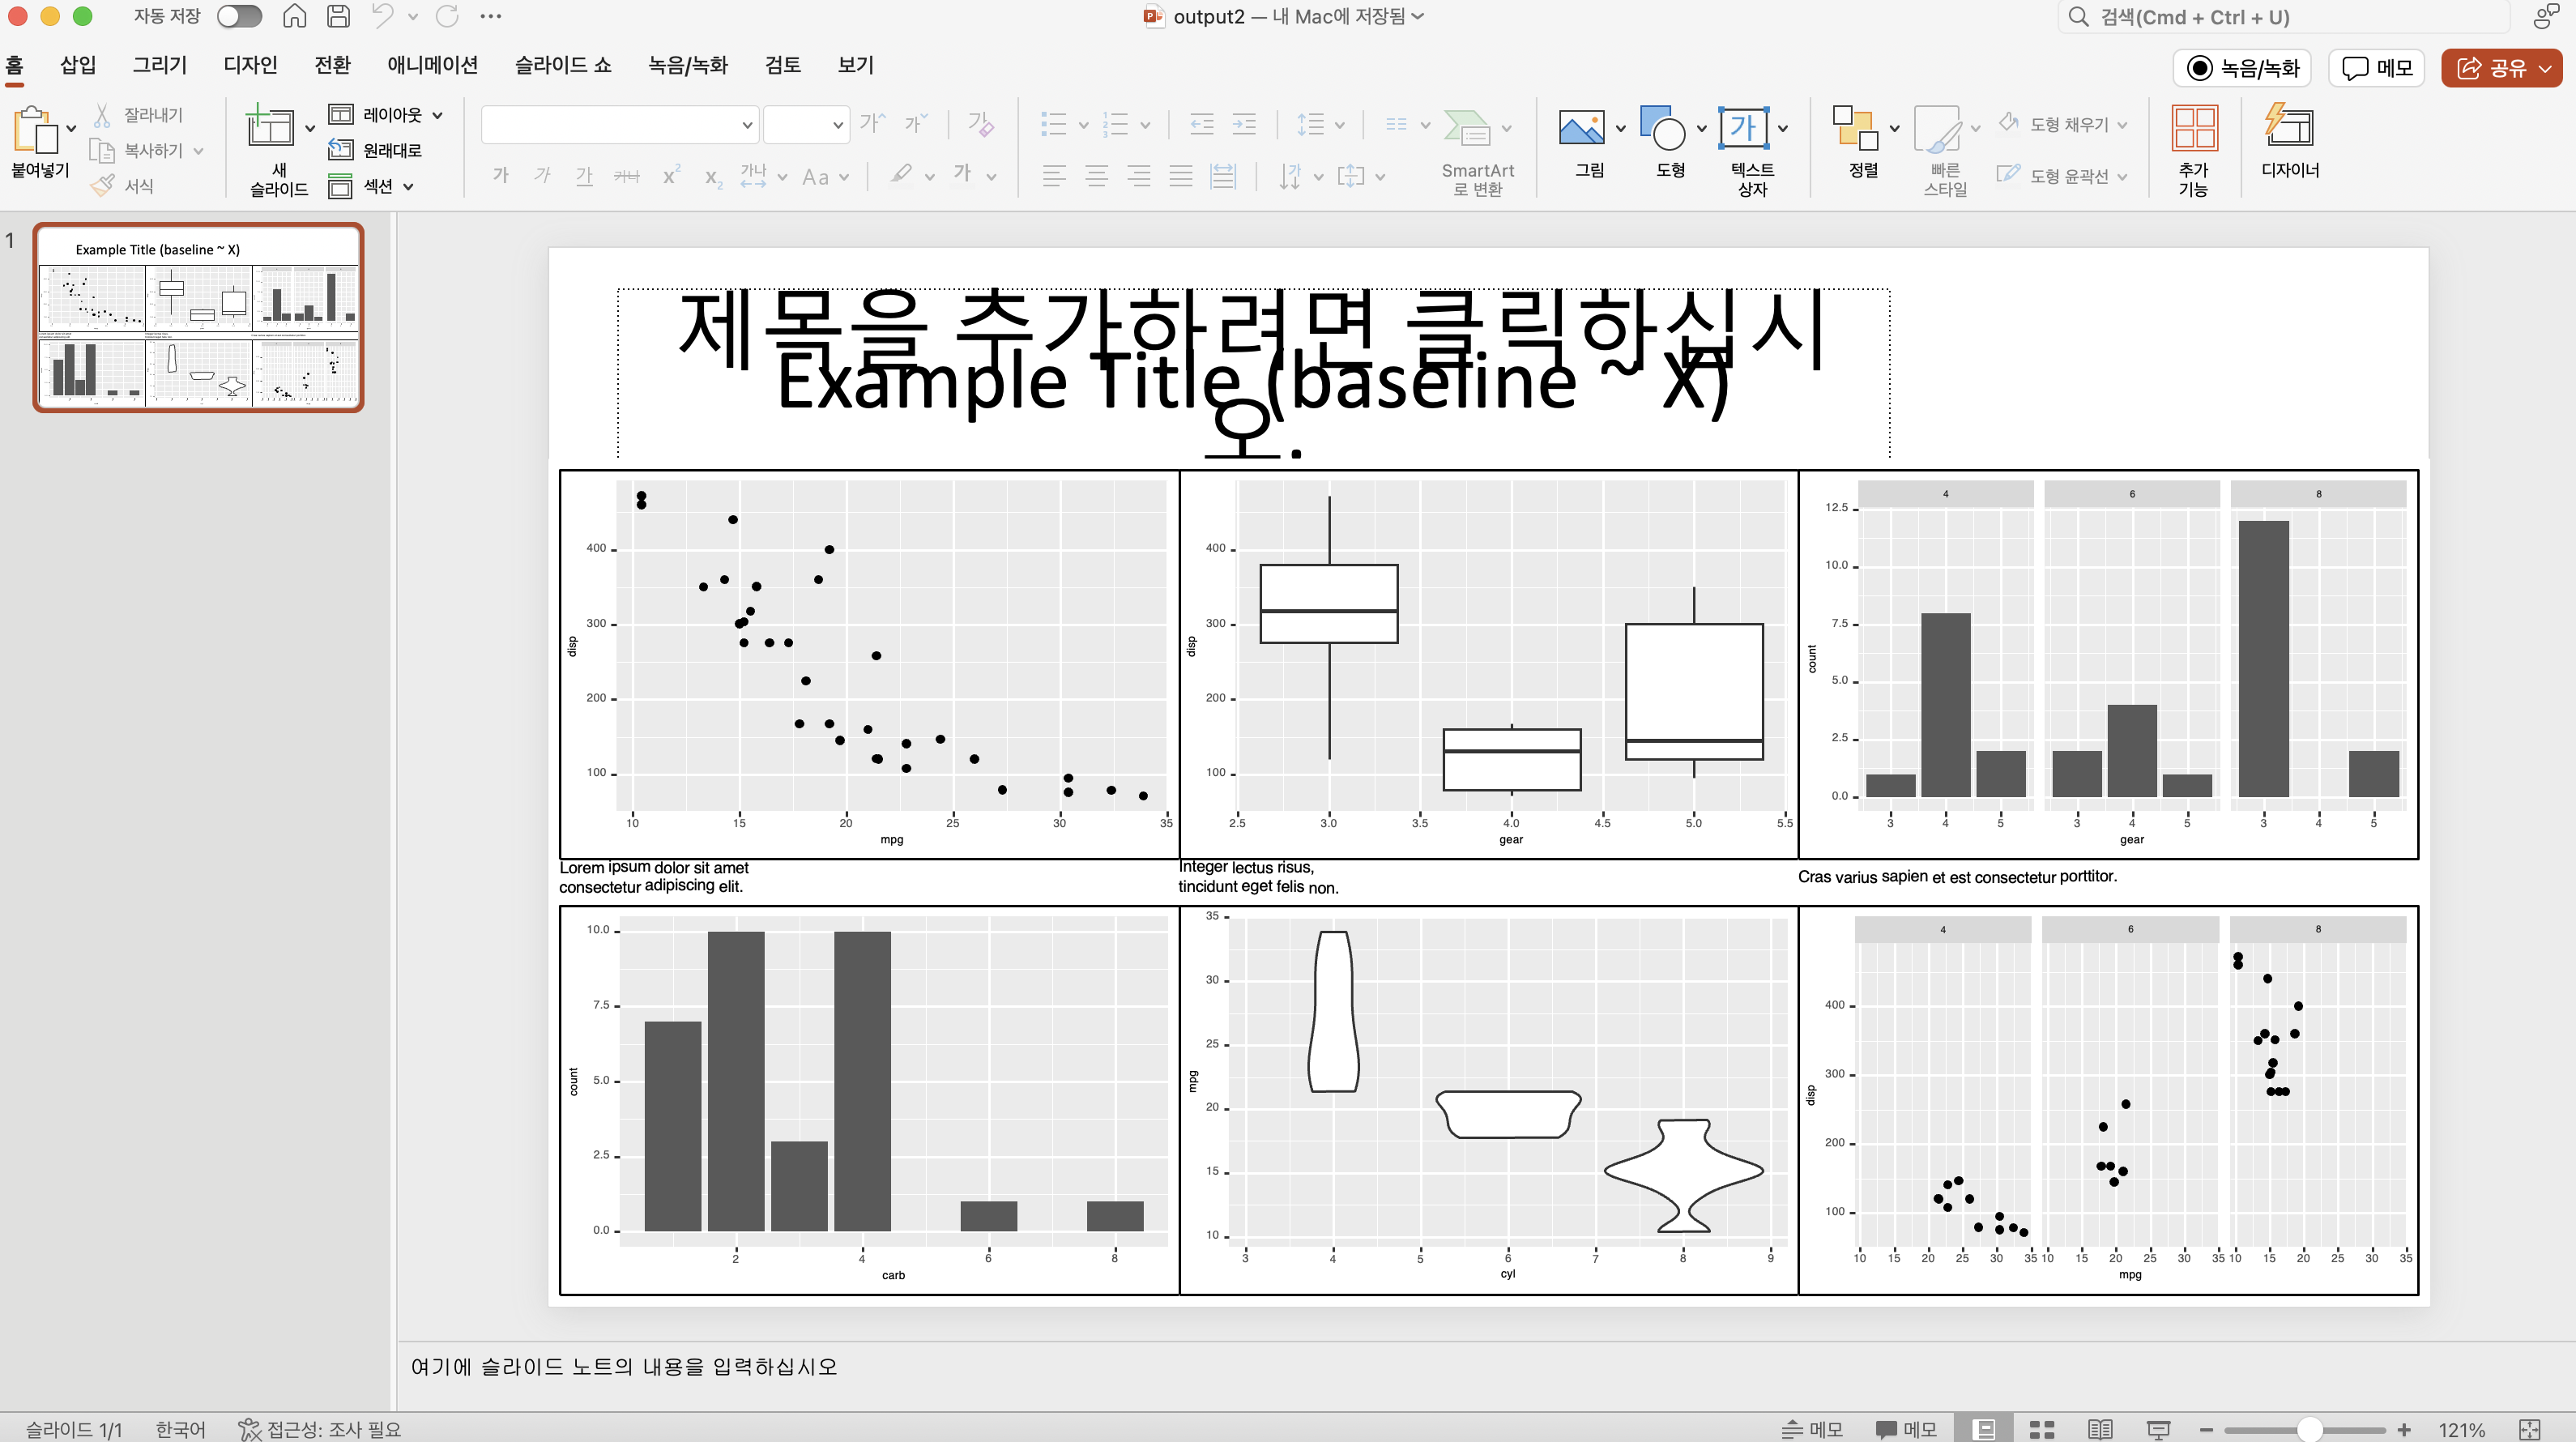 자동 저장
output2 — 내 Mac에 저장됨
검색(Cmd + Ctrl + U)
홈 삽입 그리기 디자인 전환 애니메이션 슬라이드 쇼 녹음/녹화 검토 보기
녹음/녹화 메모 공유
붙여넣기
잘라내기
복사하기
서식
새
슬라이드
레이아웃
원래대로
섹션
가 가 가
가 가 가 가나 x² x₂ 가나 Aa 가
SmartArt
로 변환
그림
도형
가
텍스트
상자
정렬
빠른
스타일
도형 채우기
도형 윤곽선
추가
기능
디자이너
1
Example Title (baseline ~ X)
제목을 추가하려면 클릭하십시
오.
Example Title (baseline ~ X)
400
300
200
100
disp
10 15 20 25 30 35
mpg
400
300
200
100
disp
2.5 3.0 3.5 4.0 4.5 5.0 5.5
gear
4 6 8
12.5
10.0
7.5
5.0
2.5
0.0
count
3 4 5 3 4 5 3 4 5
gear
Lorem ipsum dolor sit amet
consectetur adipiscing elit.
Integer lectus risus,
tincidunt eget felis non.
Cras varius sapien et est consectetur porttitor.
10.0
7.5
5.0
2.5
0.0
count
2 4 6 8
carb
35
30
25
20
15
10
mpg
3 4 5 6 7 8 9
cyl
4 6 8
400
300
200
100
disp
10 15 20 25 30 35 10 15 20 25 30 35 10 15 20 25 30 35
mpg
여기에 슬라이드 노트의 내용을 입력하십시오
슬라이드 1/1 한국어 접근성: 조사 필요
메모 메모 121%